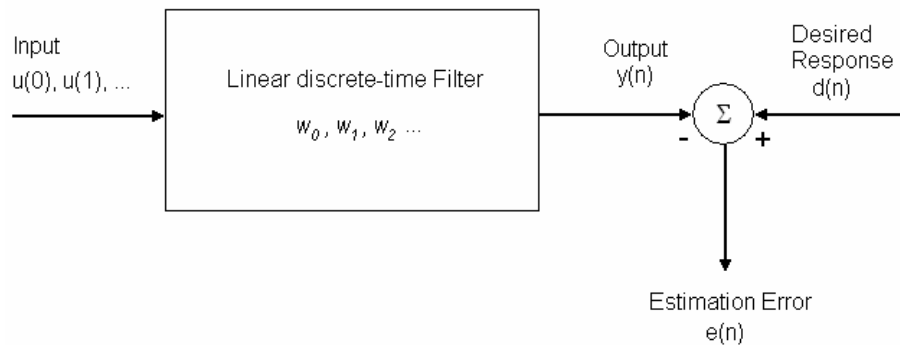 Input
u(0), u(1), ...
Linear discrete-time Filter
w0 , w1 , w2 ...
Output
y(n)
Desired
Response
d(n)
Σ
-
+
Estimation Error
e(n)